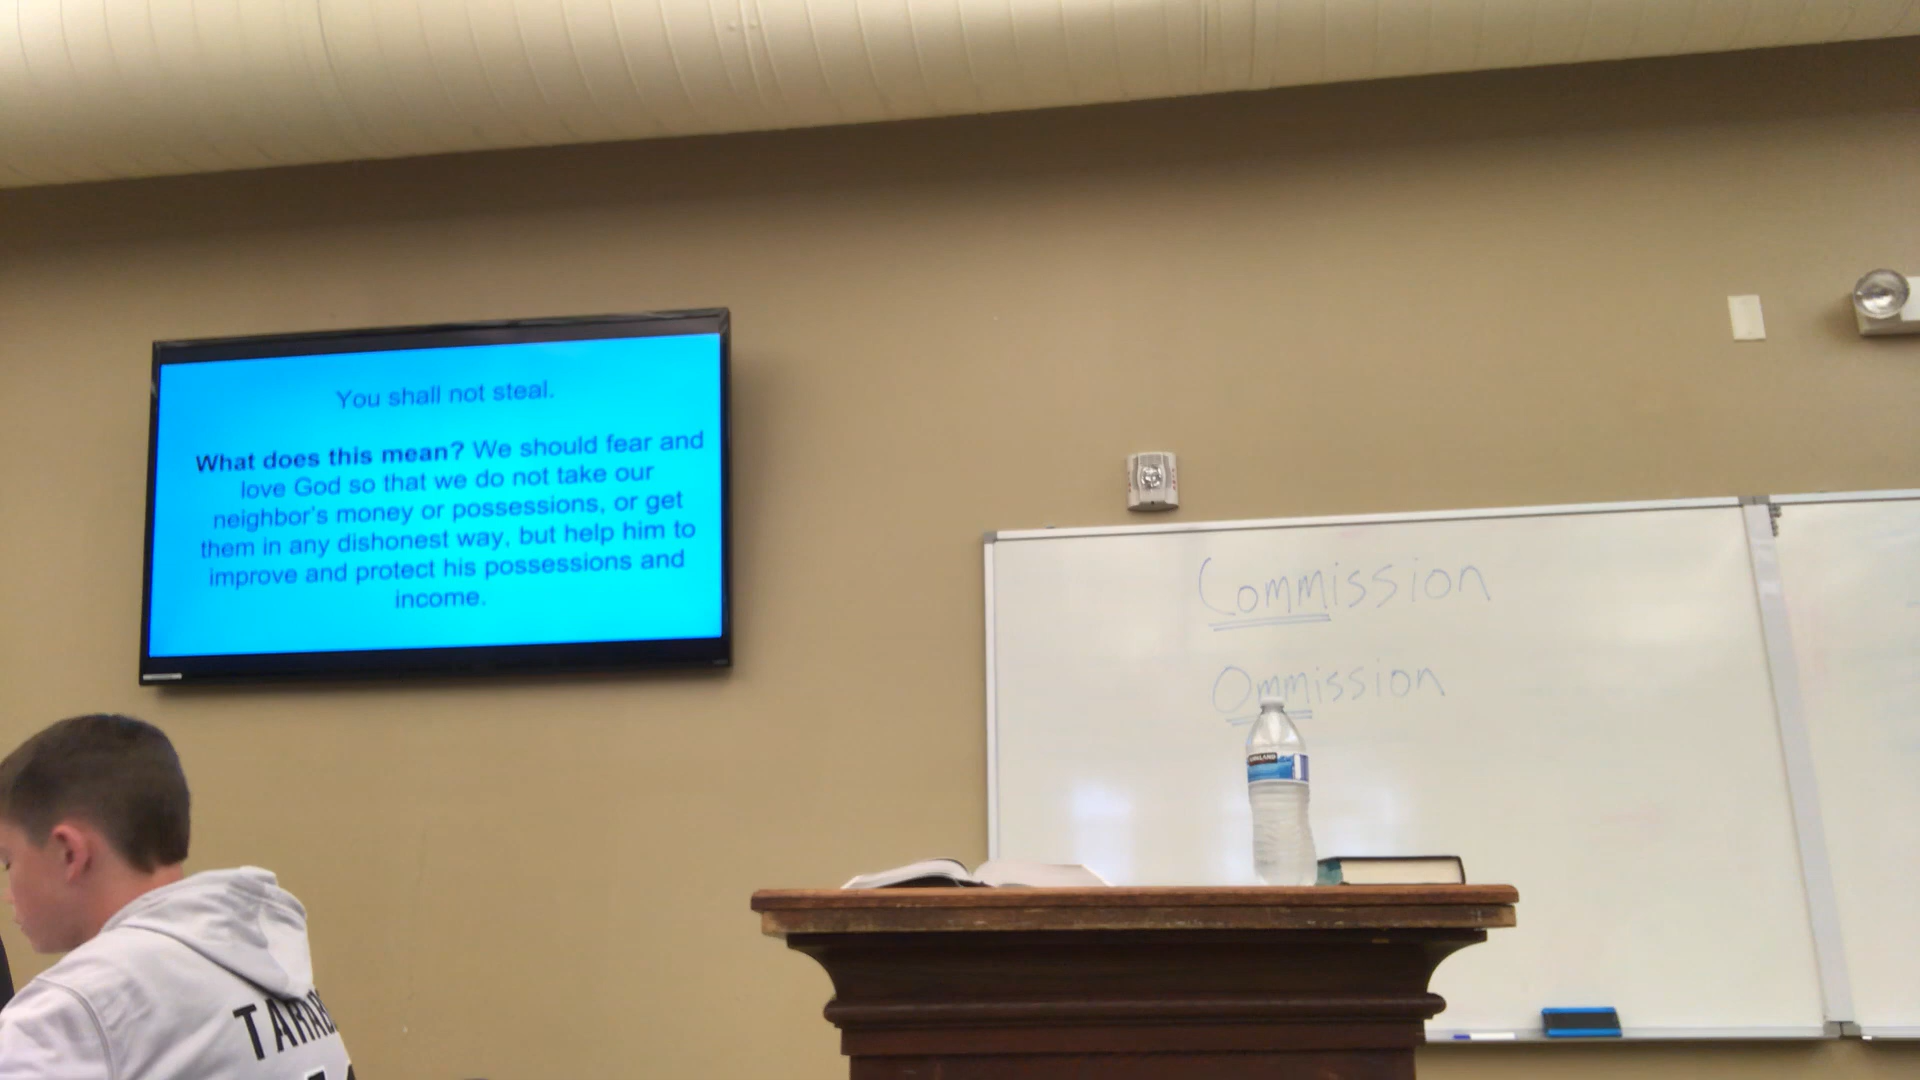 You shall not steal.
What does this mean? We should fear and
love God so that we do not take our
neighbor's money or possessions, or get
them in any dishonest way, but help him to
improve and protect his possessions and
income.
Commission
Ommission
KIRKLAND